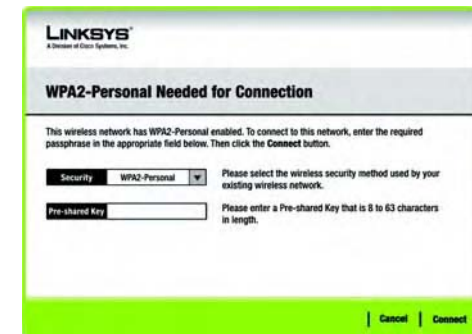 LINKSYS®
A Division of Cisco Systems, Inc.
WPA2-Personal Needed for Connection
This wireless network has WPA2-Personal enabled. To connect to this network, enter the required
passphrase in the appropriate field below. Then click the Connect button.
Security WPA2-Personal
Please select the wireless security method used by your
existing wireless network.
Pre-shared Key
Please enter a Pre-shared Key that is 8 to 63 characters
in length.
Cancel Connect